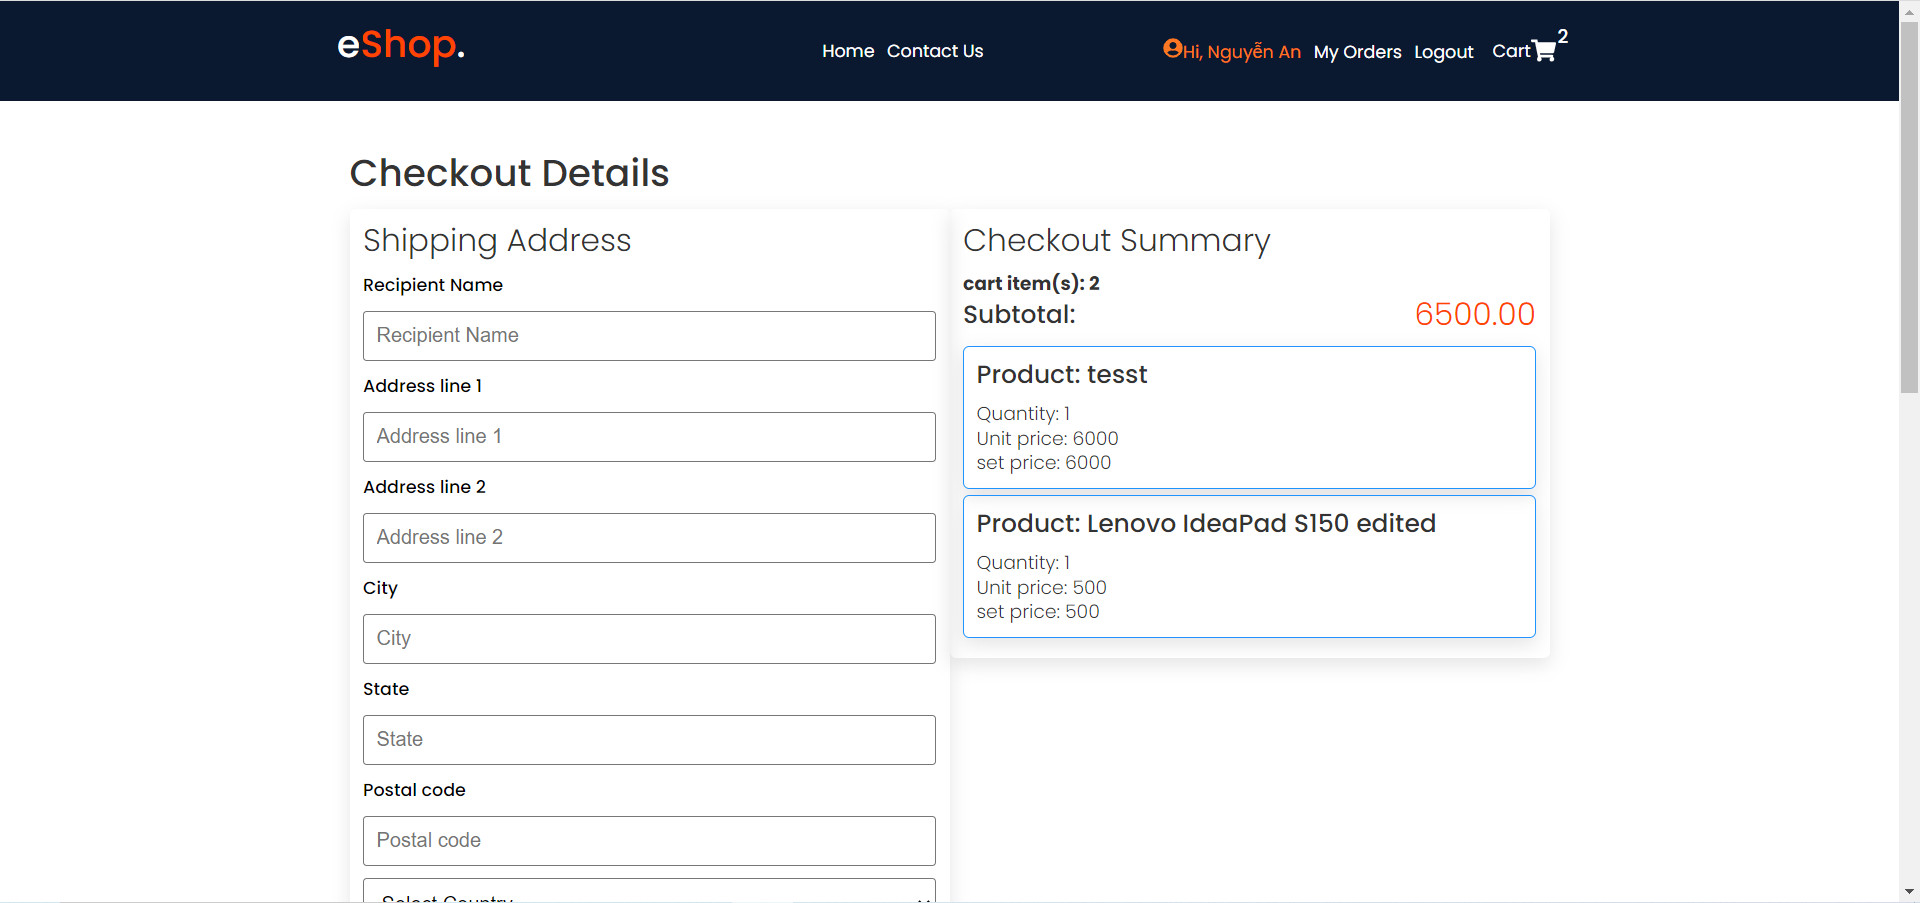 eShop.
Home Contact Us
Hi, Nguyễn An My Orders Logout Cart 2
Checkout Details
Shipping Address
Recipient Name
Recipient Name
Address line 1
Address line 1
Address line 2
Address line 2
City
City
State
State
Postal code
Postal code
Select Country
Checkout Summary
cart item(s): 2
Subtotal: 6500.00
Product: tesst
Quantity: 1
Unit price: 6000
set price: 6000
Product: Lenovo IdeaPad S150 edited
Quantity: 1
Unit price: 500
set price: 500